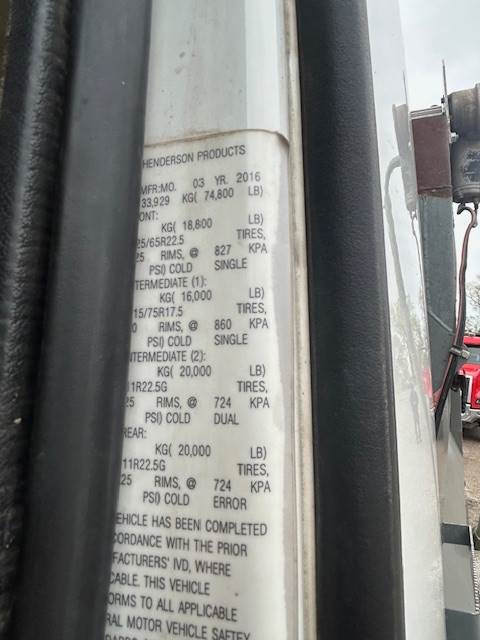 HENDERSON PRODUCTS
MFR:MO. 03 YR. 2016
33,929 KG( 74,800 LB)
ONT:
KG( 18,800 LB)
25/65R22.5 TIRES,
25 RIMS, @ 827 KPA
PSI) COLD SINGLE
TERMEDIATE (1):
KG( 16,000 LB)
15/75R17.5 TIRES,
0 RIMS, @ 860 KPA
PSI) COLD SINGLE
NTERMEDIATE (2):
KG( 20,000 LB)
11R22.5G TIRES,
25 RIMS, @ 724 KPA
PSI) COLD DUAL
REAR:
KG( 20,000 LB)
11R22.5G TIRES,
25 RIMS, @ 724 KPA
PSI) COLD ERROR
EHICLE HAS BEEN COMPLETED
CORDANCE WITH THE PRIOR
FACTURERS' IVD, WHERE
CABLE. THIS VEHICLE
ORMS TO ALL APPLICABLE
RAL MOTOR VEHICLE SAFTEY